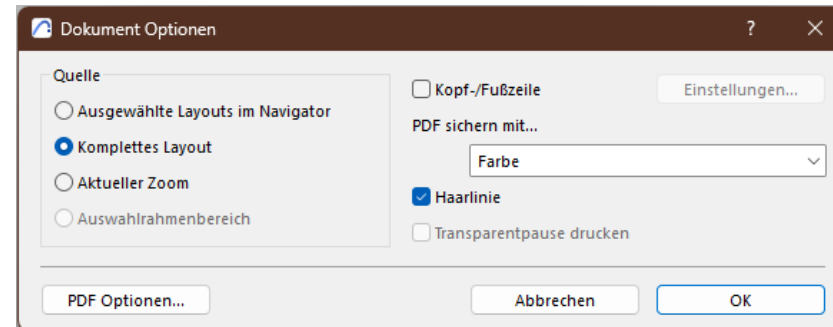 Dokument Optionen
?
Quelle
Ausgewählte Layouts im Navigator
Komplettes Layout
Aktueller Zoom
Auswahlrahmenbereich
Kopf-/Fußzeile
Einstellungen...
PDF sichern mit...
Farbe
Haarlinie
Transparentpause drucken
PDF Optionen...
Abbrechen
OK